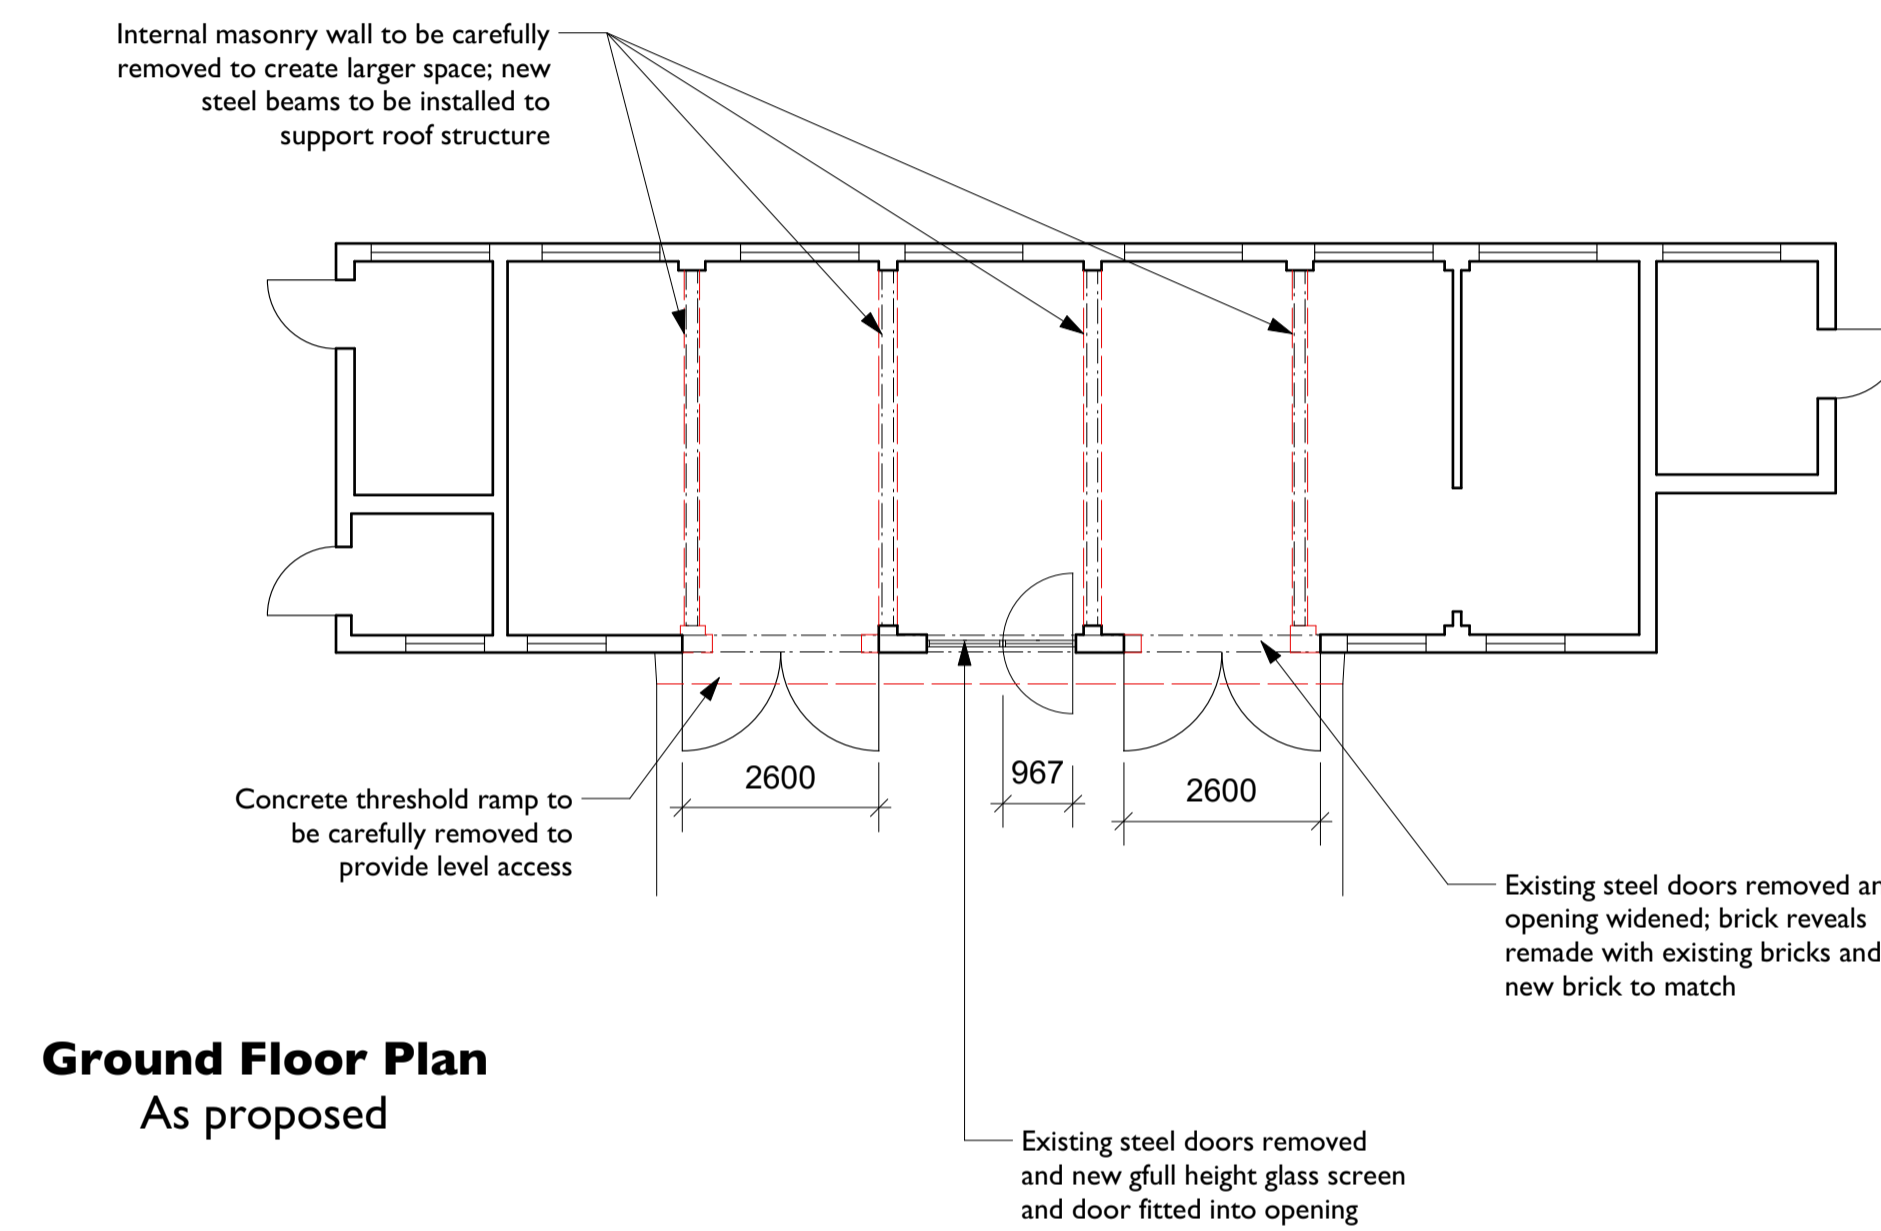 Internal masonry wall to be carefully
removed to create larger space; new
steel beams to be installed to
support roof structure
2600
967
2600
Concrete threshold ramp to
be carefully removed to
provide level access
Existing steel doors removed an
opening widened; brick reveals
remade with existing bricks and
new brick to match
Ground Floor Plan
As proposed
Existing steel doors removed
and new gfull height glass screen
and door fitted into opening